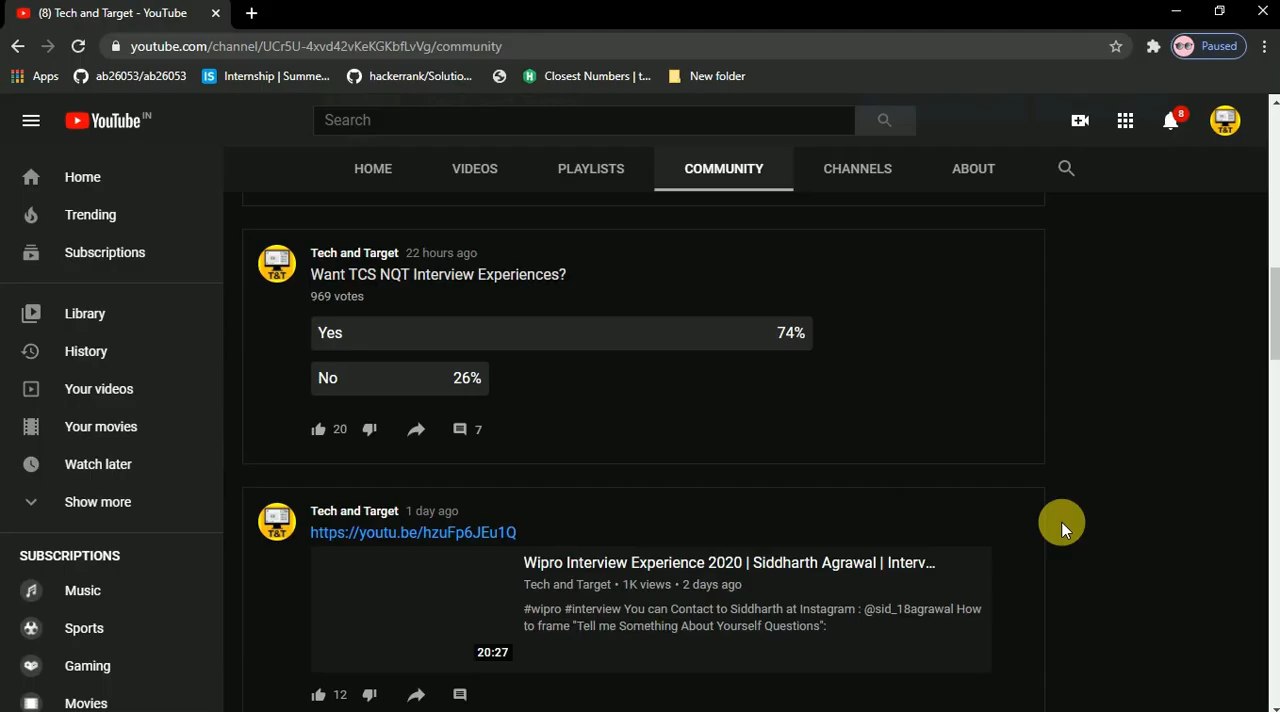 (8) Tech and Target - YouTube
youtube.com/channel/UCr5U-4xvd42vKeKGKbfLvVg/community
Paused
Apps
ab26053/ab26053
IS
Internship | Summe...
hackerrank/Solutio...
H
Closest Numbers | t...
New folder
YouTube IN
Search
8
T&T
HOME
VIDEOS
PLAYLISTS
COMMUNITY
CHANNELS
ABOUT
Home
Trending
Subscriptions
Library
History
Your videos
Your movies
Watch later
Show more
SUBSCRIPTIONS
Music
Sports
Gaming
Movies
T&T
Tech and Target 22 hours ago
Want TCS NQT Interview Experiences?
969 votes
Yes 74%
No 26%
20 7
T&T
Tech and Target 1 day ago
https://youtu.be/hzuFp6JEu1Q
Wipro Interview Experience 2020 | Siddharth Agrawal | Interv...
Tech and Target • 1K views • 2 days ago
#wipro #interview You can Contact to Siddharth at Instagram : @sid_18agrawal How
to frame "Tell me Something About Yourself Questions":
20:27
12